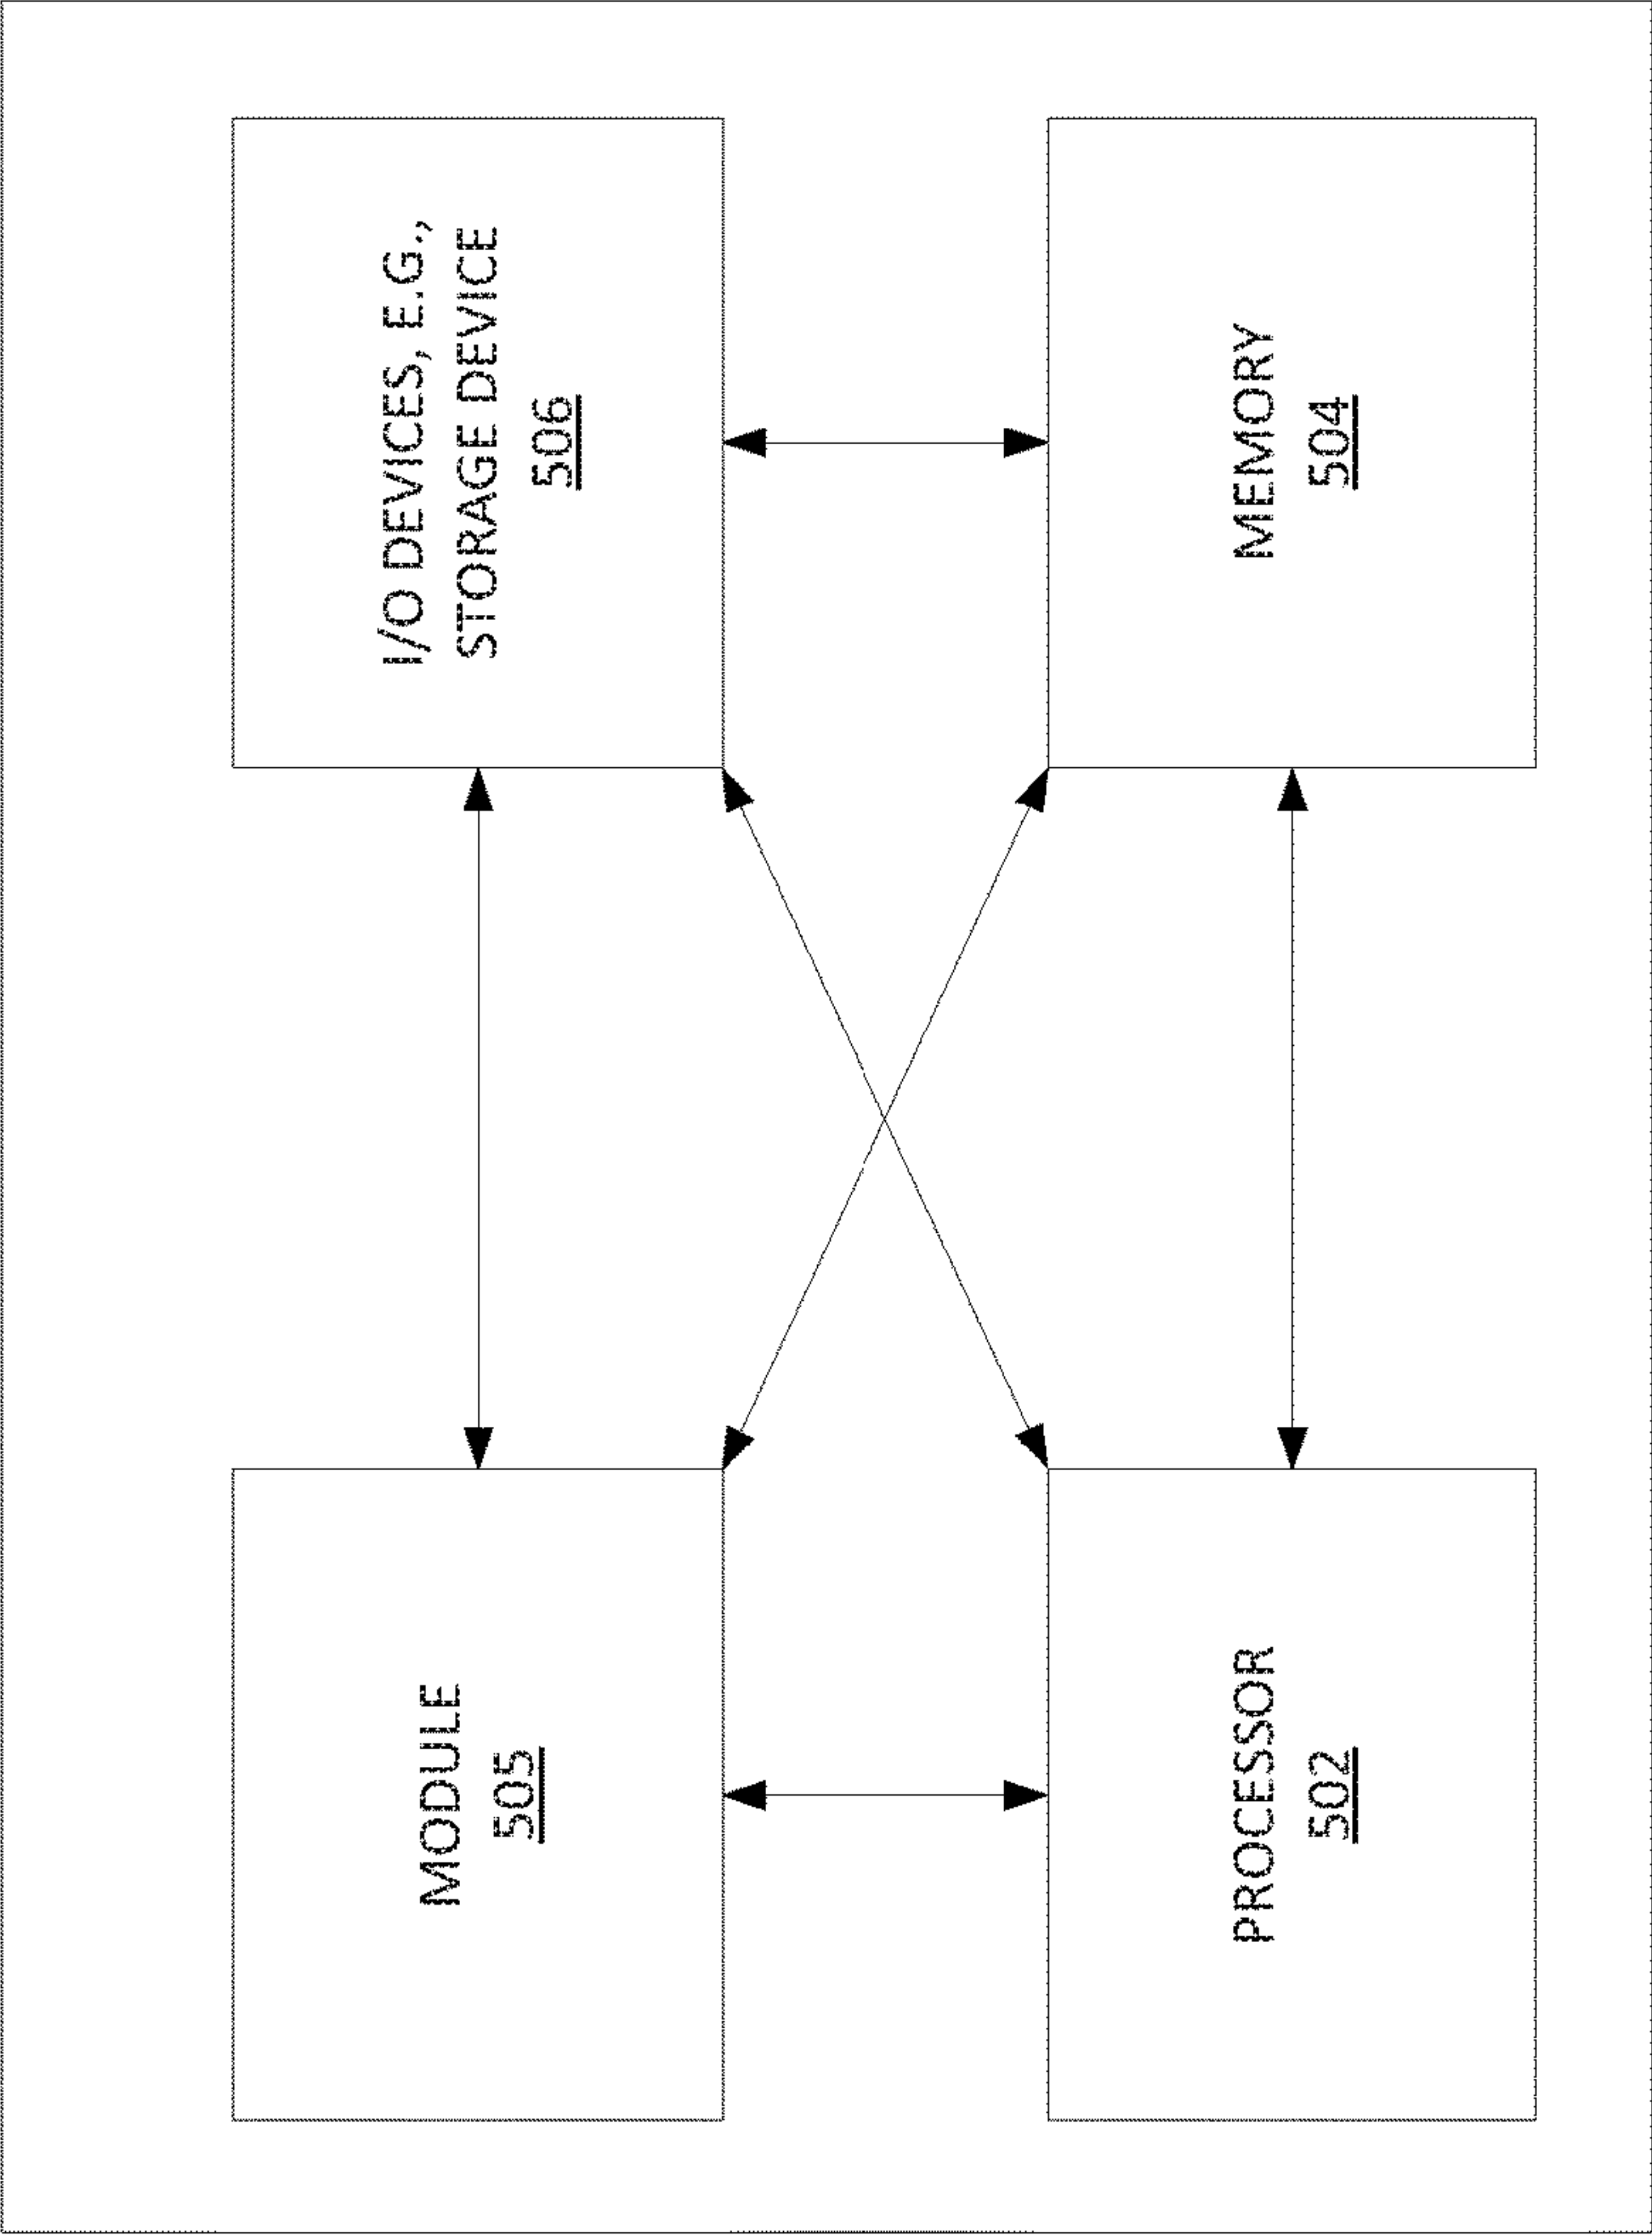 MODULE
505
I/O DEVICES, E.G.,
STORAGE DEVICE
506
PROCESSOR
502
MEMORY
504